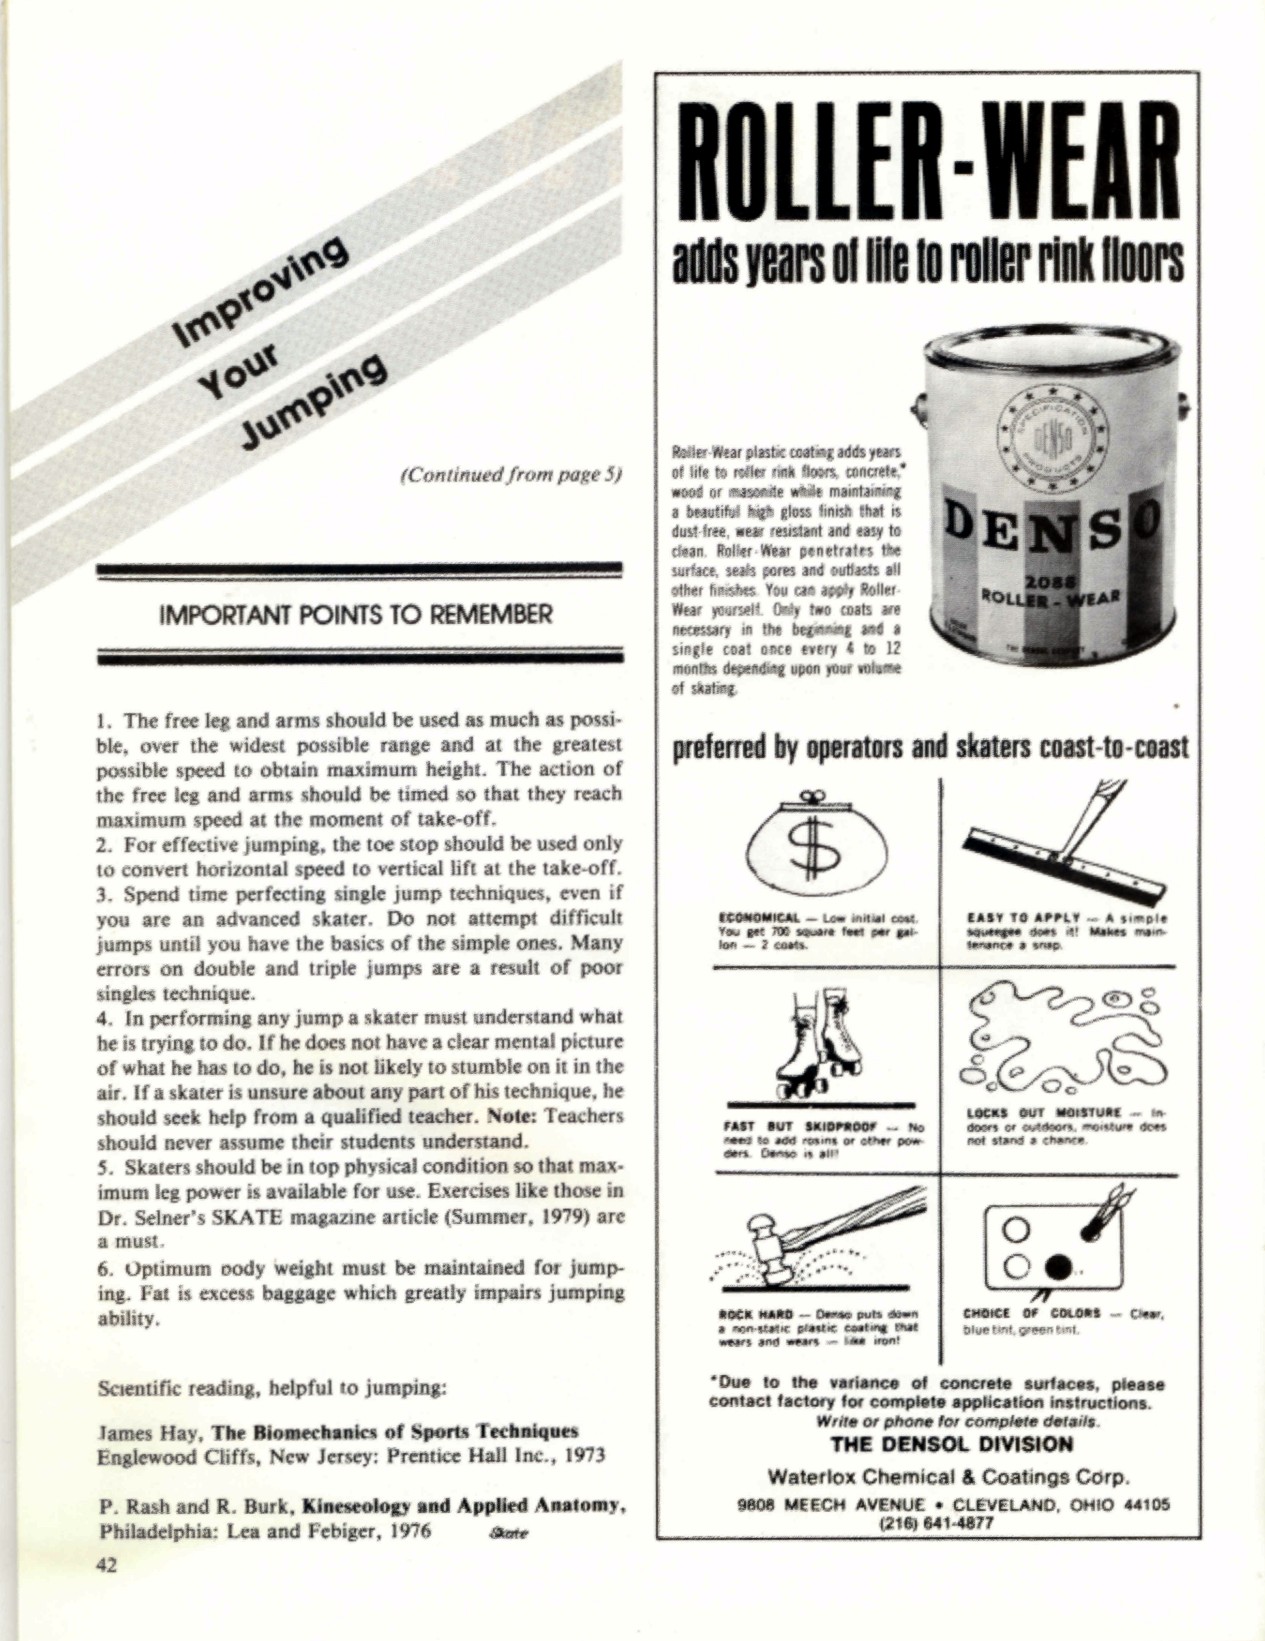 Improving
Your
Jumping
(Continued from page 5)
IMPORTANT POINTS TO REMEMBER
1. The free leg and arms should be used as much as possi-
ble, over the widest possible range and at the greatest
possible speed to obtain maximum height. The action of
the free leg and arms should be timed so that they reach
maximum speed at the moment of take-off.
2. For effective jumping, the toe stop should be used only
to convert horizontal speed to vertical lift at the take-off.
3. Spend time perfecting single jump techniques, even if
you are an advanced skater. Do not attempt difficult
jumps until you have the basics of the simple ones. Many
errors on double and triple jumps are a result of poor
singles technique.
4. In performing any jump a skater must understand what
he is trying to do. If he does not have a clear mental picture
of what he has to do, he is not likely to stumble on it in the
air. If a skater is unsure about any part of his technique, he
should seek help from a qualified teacher. Note: Teachers
should never assume their students understand.
5. Skaters should be in top physical condition so that max-
imum leg power is available for use. Exercises like those in
Dr. Selner's SKATE magazine article (Summer, 1979) are
a must.
6. Optimum body weight must be maintained for jump-
ing. Fat is excess baggage which greatly impairs jumping
ability.
Scientific reading, helpful to jumping:
James Hay, The Biomechanics of Sports Techniques
Englewood Cliffs, New Jersey: Prentice Hall Inc., 1973
P. Rash and R. Burk, Kineseology and Applied Anatomy,
Philadelphia: Lea and Febiger, 1976 Skate
42
ROLLER-WEAR
adds years of life to roller rink floors
Roller-Wear plastic coating adds years
of life to roller rink floors, concrete,*
wood or masonite while maintaining
a beautiful high gloss finish that is
dust-free, wear resistant and easy to
clean. Roller-Wear penetrates the
surface, seals pores and outlasts all
other finishes. You can apply Roller-
Wear yourself. Only two coats are
necessary in the beginning and a
single coat once every 4 to 12
months depending upon your volume
of skating.
SPECIFICATION
DENSO
PRODUCTS
DENSO
2088
ROLLER-WEAR
preferred by operators and skaters coast-to-coast
$
ECONOMICAL — Low initial cost.
You get 700 square feet per gal-
lon — 2 coats.
EASY TO APPLY — A simple
squeegee does it! Makes main-
tenance a snap.
FAST BUT SKIDPROOF — No
need to add rosins or other pow-
ders. Denso is all!
LOCKS OUT MOISTURE — In-
doors or outdoors, moisture does
not stand a chance.
ROCK HARD — Denso puts down
a non-static plastic coating that
wears and wears — like iron!
CHOICE OF COLORS — Clear,
blue tint, green tint.
*Due to the variance of concrete surfaces, please
contact factory for complete application instructions.
Write or phone for complete details.
THE DENSOL DIVISION
Waterlox Chemical & Coatings Corp.
9808 MEECH AVENUE • CLEVELAND, OHIO 44105
(216) 641-4877